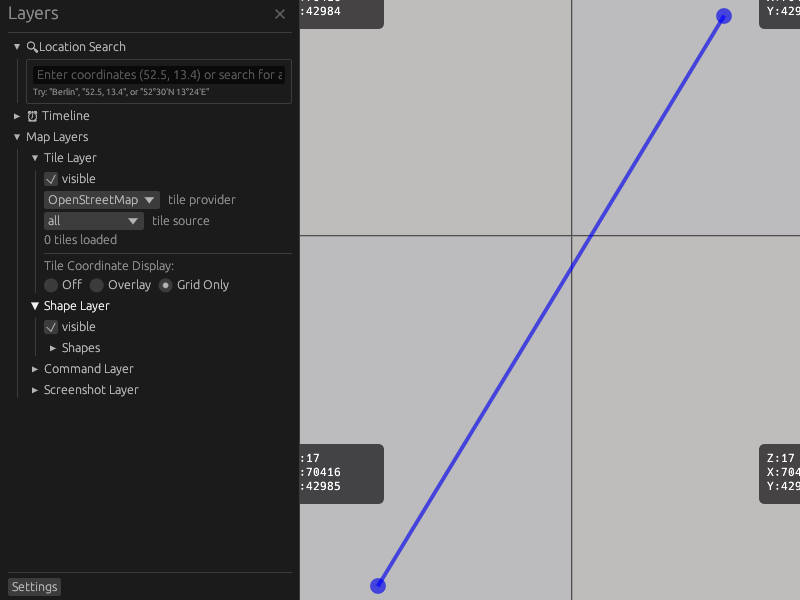 Layers
Location Search
Enter coordinates (52.5, 13.4) or search for a
Try: "Berlin", "52.5, 13.4", or "52°30'N 13°24'E"
Timeline
Map Layers
Tile Layer
visible
OpenStreetMap tile provider
all tile source
0 tiles loaded
Tile Coordinate Display:
Off Overlay Grid Only
Shape Layer
visible
Shapes
Command Layer
Screenshot Layer
Settings
:42984
Y:429
:17
:70416
:42985
Z:17
X:704
Y:429